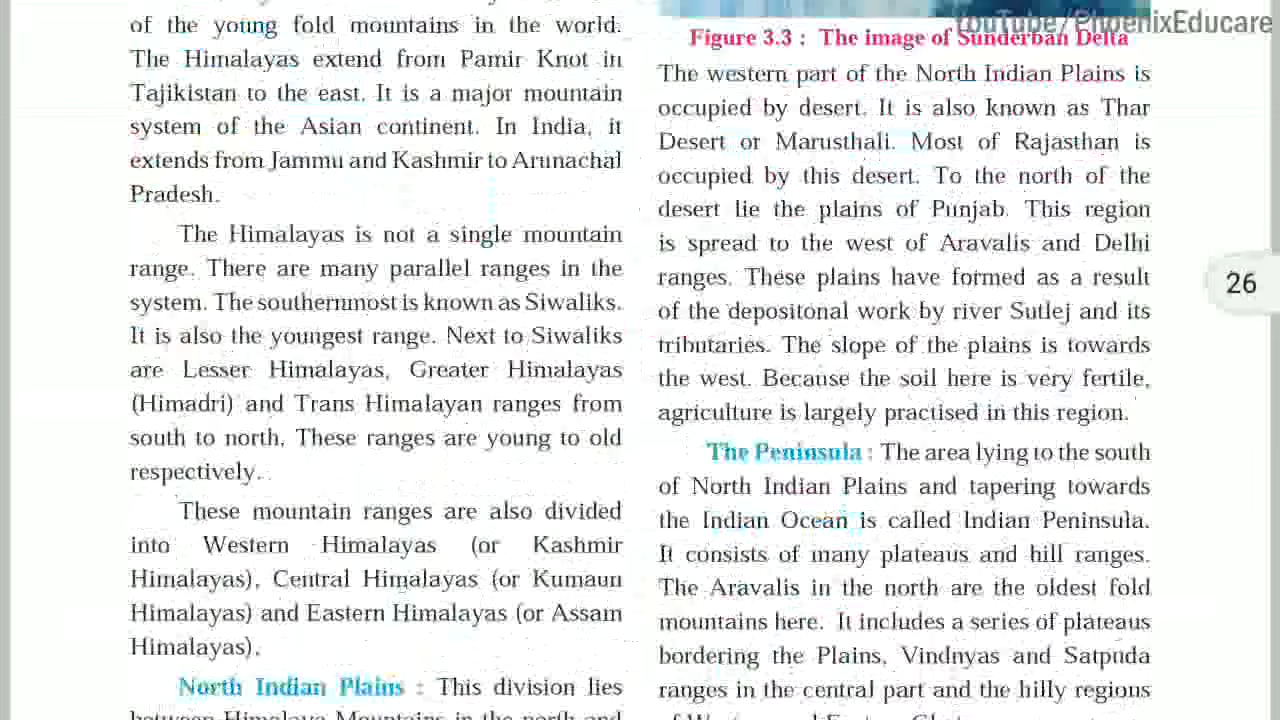 of the young fold mountains in the world.
The Himalayas extend from Pamir Knot in
Tajikistan to the east. It is a major mountain
system of the Asian continent. In India, it
extends from Jammu and Kashmir to Arunachal
Pradesh.
The Himalayas is not a single mountain
range. There are many parallel ranges in the
system. The southernmost is known as Siwaliks.
It is also the youngest range. Next to Siwaliks
are Lesser Himalayas, Greater Himalayas
(Himadri) and Trans Himalayan ranges from
south to north. These ranges are young to old
respectively.
These mountain ranges are also divided
into Western Himalayas (or Kashmir
Himalayas), Central Himalayas (or Kumaun
Himalayas) and Eastern Himalayas (or Assam
Himalayas).
North Indian Plains : This division lies
between Himalaya Mountains in the north and
YouTube/PhoenixEducare
Figure 3.3 : The image of Sunderban Delta
The western part of the North Indian Plains is
occupied by desert. It is also known as Thar
Desert or Marusthali. Most of Rajasthan is
occupied by this desert. To the north of the
desert lie the plains of Punjab. This region
is spread to the west of Aravalis and Delhi
ranges. These plains have formed as a result
of the depositonal work by river Sutlej and its
tributaries. The slope of the plains is towards
the west. Because the soil here is very fertile,
agriculture is largely practised in this region.
The Peninsula : The area lying to the south
of North Indian Plains and tapering towards
the Indian Ocean is called Indian Peninsula.
It consists of many plateaus and hill ranges.
The Aravalis in the north are the oldest fold
mountains here. It includes a series of plateaus
bordering the Plains, Vindhyas and Satpuda
ranges in the central part and the hilly regions
26